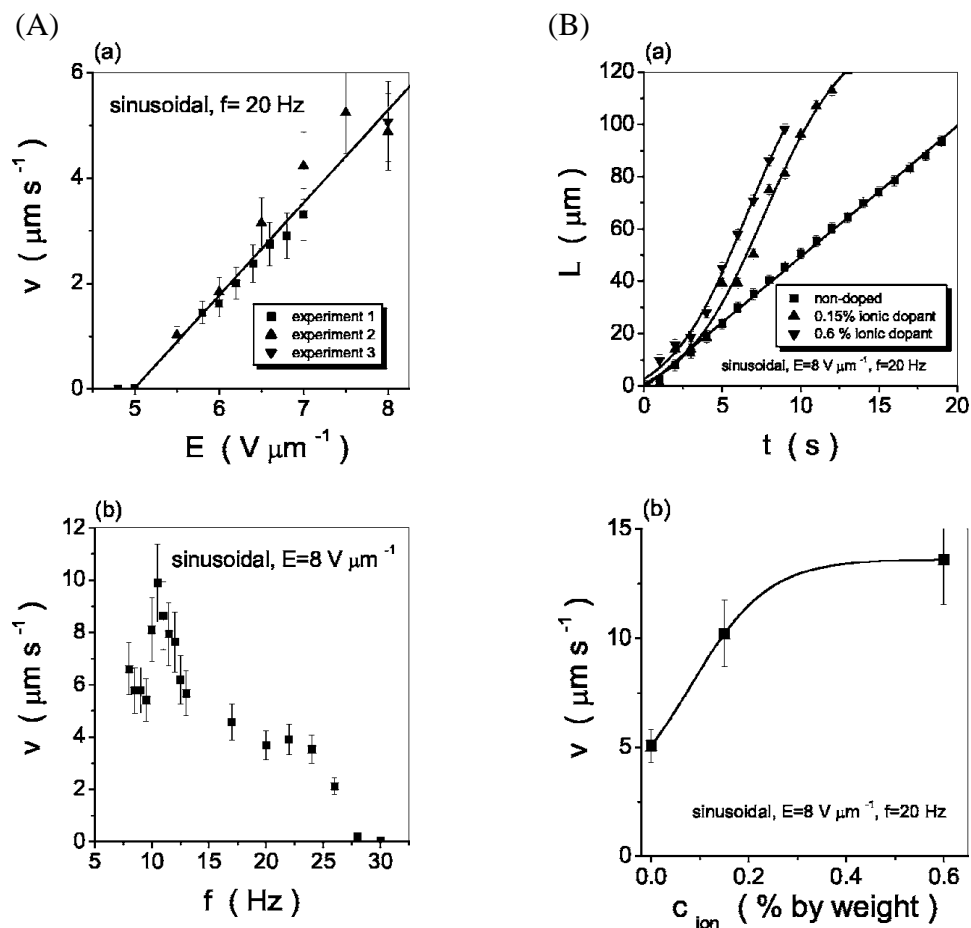 (A)
(a)
6
4
2
0
sinusoidal, f= 20 Hz
experiment 1
experiment 2
experiment 3
5 6 7 8
E ( V μm ⁻¹ )
v ( μm s⁻¹ )
(b)
12
10
8
6
4
2
0
sinusoidal, E=8 V μm ⁻¹
5 10 15 20 25 30
f ( Hz )
v ( μm s⁻¹ )
(B)
(a)
120
100
80
60
40
20
0
non-doped
0.15% ionic dopant
0.6 % ionic dopant
sinusoidal, E=8 V μm⁻¹, f=20 Hz
0 5 10 15 20
t ( s )
L ( μm )
(b)
15
10
5
0
sinusoidal, E=8 V μm⁻¹, f=20 Hz
0.0 0.2 0.4 0.6
c ion ( % by weight )
v ( μm s⁻¹ )